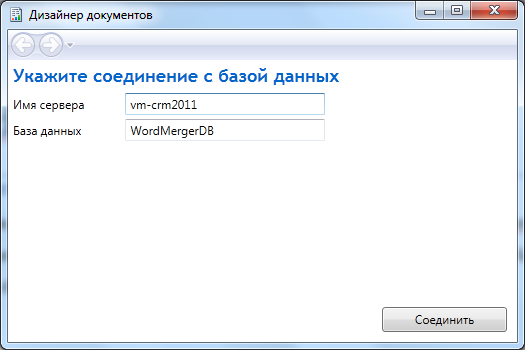 Дизайнер документов
Укажите соединение с базой данных
Имя сервера vm-crm2011
База данных WordMergerDB
Соединить